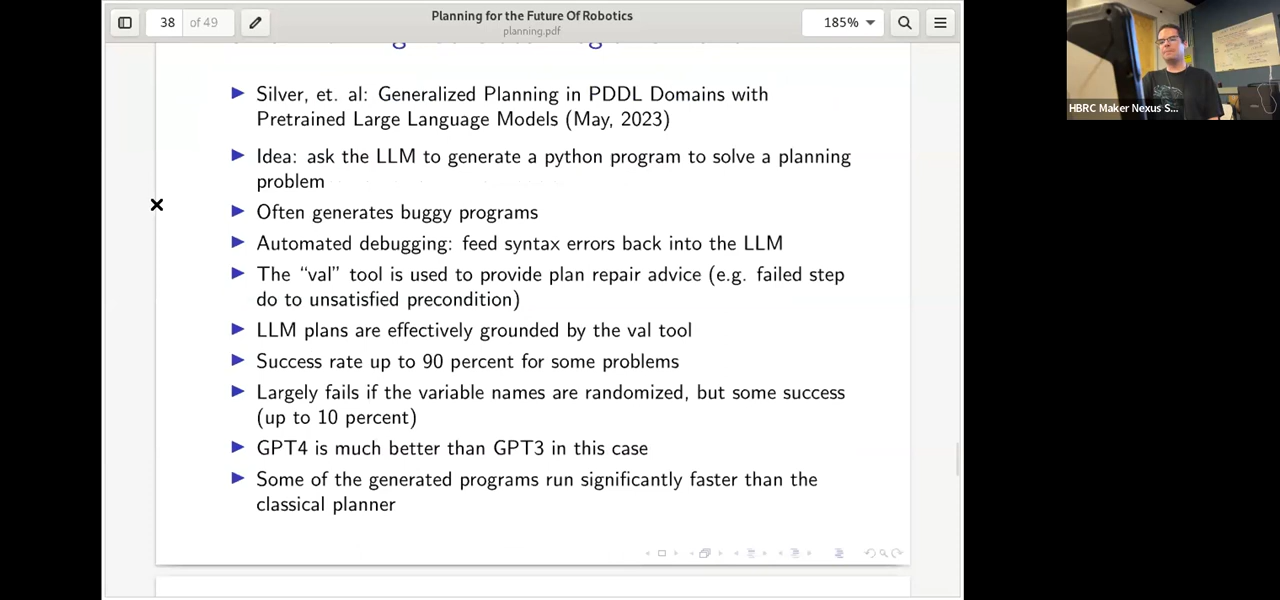 38 of 49
Planning for the Future Of Robotics
planning.pdf
185%
Silver, et. al: Generalized Planning in PDDL Domains with
Pretrained Large Language Models (May, 2023)
Idea: ask the LLM to generate a python program to solve a planning
problem
Often generates buggy programs
Automated debugging: feed syntax errors back into the LLM
The “val” tool is used to provide plan repair advice (e.g. failed step
do to unsatisfied precondition)
LLM plans are effectively grounded by the val tool
Success rate up to 90 percent for some problems
Largely fails if the variable names are randomized, but some success
(up to 10 percent)
GPT4 is much better than GPT3 in this case
Some of the generated programs run significantly faster than the
classical planner
HBRC Maker Nexus S...